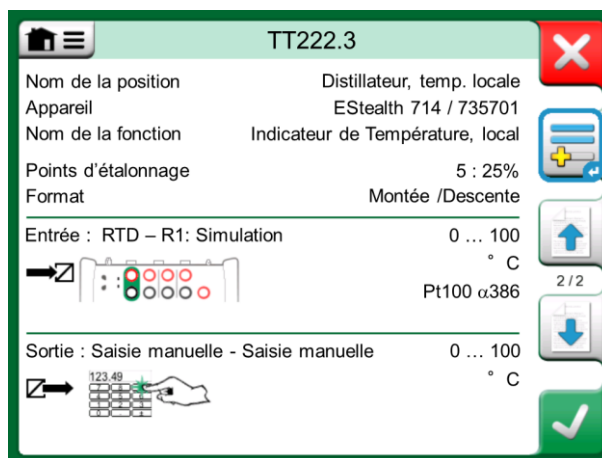 TT222.3
Nom de la position Distillateur, temp. locale
Appareil EStealth 714 / 735701
Nom de la fonction Indicateur de Température, local
Points d'étalonnage 5 : 25%
Format Montée /Descente
Entrée : RTD – R1: Simulation 0 … 100
° C
Pt100 α386
2 / 2
Sortie : Saisie manuelle - Saisie manuelle 0 … 100
° C
123.49